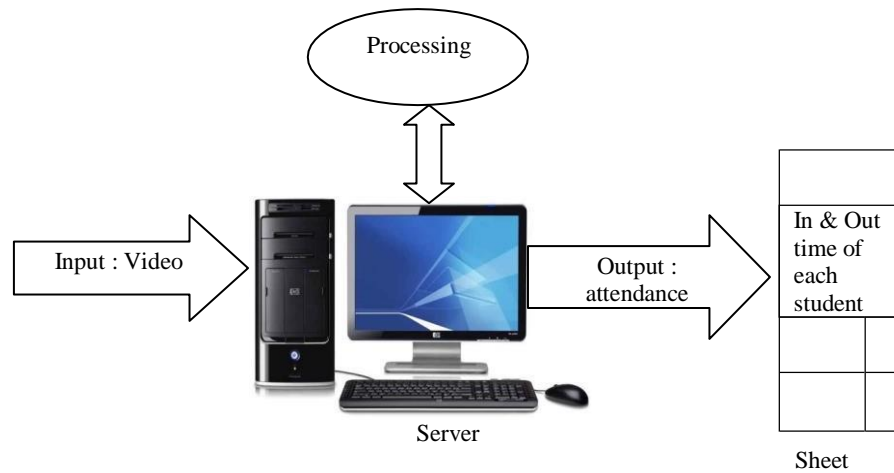 Processing
Input : Video
Output :
attendance
In & Out
time of
each
student
Server
Sheet